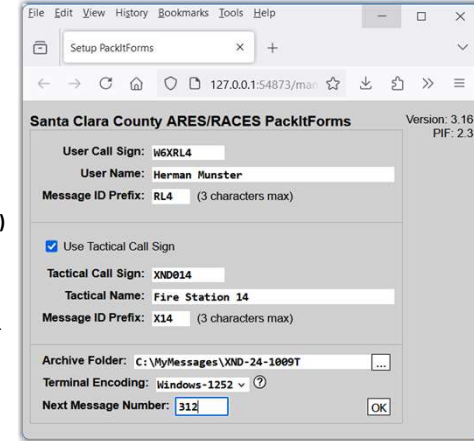 File Edit View History Bookmarks Tools Help
Setup PackItForms
127.0.0.1:54873/man
Santa Clara County ARES/RACES PackItForms
Version: 3.16
PIF: 2.3
User Call Sign: W6XRL4
User Name: Herman Munster
Message ID Prefix: RL4 (3 characters max)
)
Use Tactical Call Sign
Tactical Call Sign: XND014
Tactical Name: Fire Station 14
Message ID Prefix: X14 (3 characters max)
Archive Folder: C:\MyMessages\XND-24-1009T ...
Terminal Encoding: Windows-1252 ?
Next Message Number: 312 OK